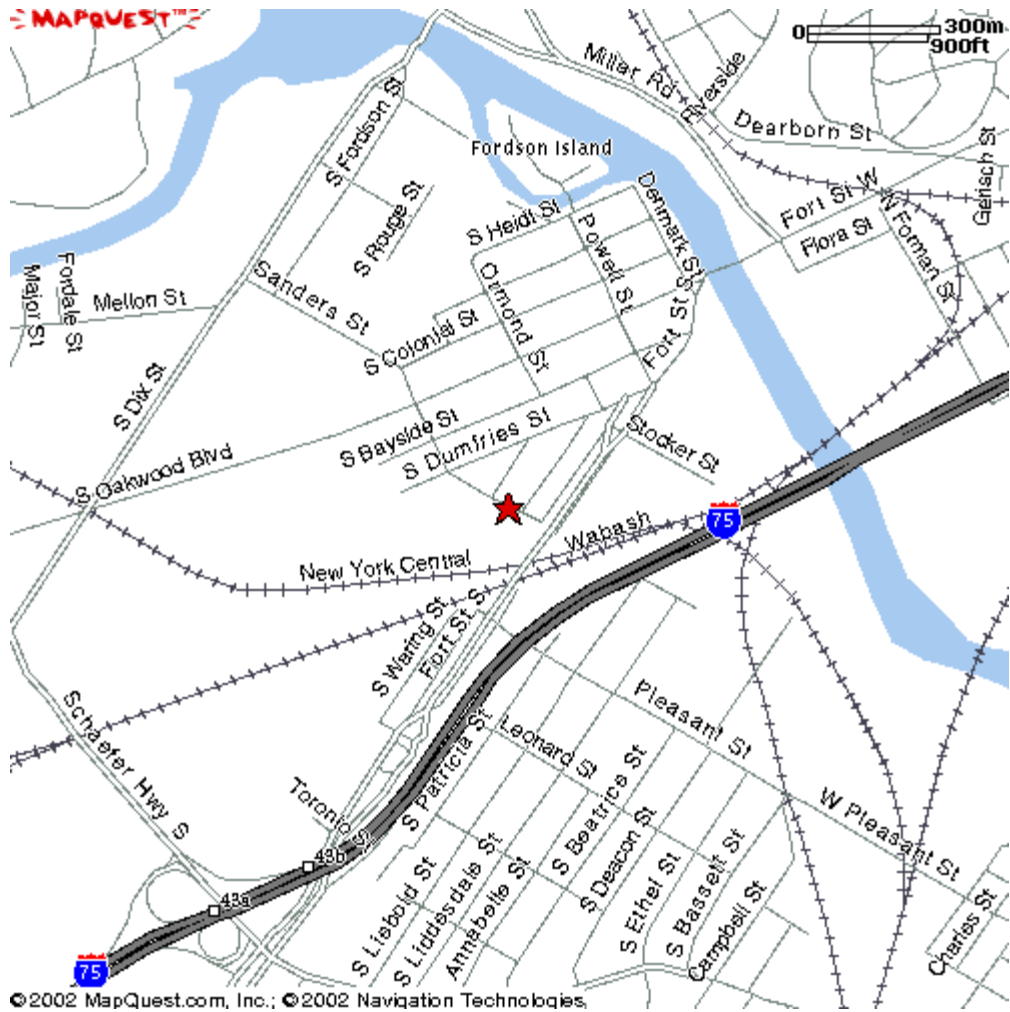 MAPQUEST™
0 300m
900ft
Millar Rd
Riverside
Dearborn St
Gerisch St
S Fordson St
Fordson Island
S Rouge St
S Heidt St
Denmark St
Powell St
Fort St W
Flora St
N Forman St
Major St
Fordale St
Mellon St
Sanders St
Ormond St
S Colonial St
Fort St S
S Dix St
S Bayside St
S Dumfries St
Stocker St
S Oakwood Blvd
75
Wabash
New York Central
S Waring St
Fort St S
Schaefer Hwy S
Pleasant St
Leonard St
S Patricia St
Toronto St
S Beatrice St
W Pleasant St
43b
43a
S Liebold St
S Liddesdale St
Annabelle St
S Deacon St
S Ethel St
S Bassett St
Campbell St
Charles St
75
©2002 MapQuest.com, Inc.; ©2002 Navigation Technologies,